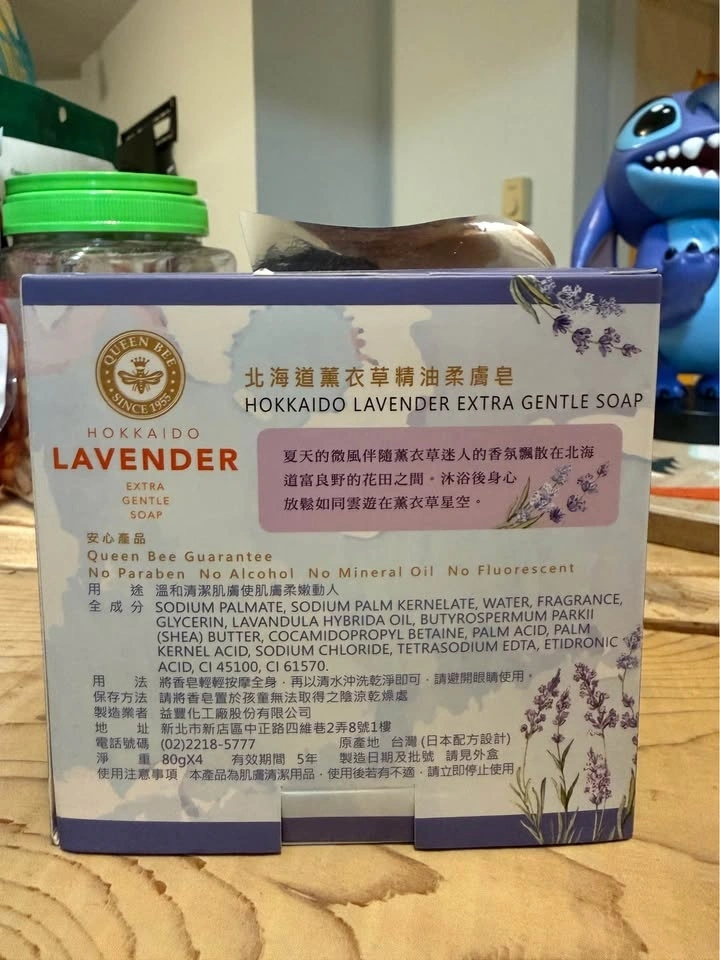 QUEEN BEE
SINCE 1955
HOKKAIDO
LAVENDER
EXTRA
GENTLE
SOAP
北海道薰衣草精油柔膚皂
HOKKAIDO LAVENDER EXTRA GENTLE SOAP
夏天的微風伴隨薰衣草迷人的香氛飄散在北海
道富良野的花田之間。沐浴後身心
放鬆如同雲遊在薰衣草星空。
安心產品
Queen Bee Guarantee
No Paraben No Alcohol No Mineral Oil No Fluorescent
用 途 溫和清潔肌膚使肌膚柔嫩動人
全成分 SODIUM PALMATE, SODIUM PALM KERNELATE, WATER, FRAGRANCE,
GLYCERIN, LAVANDULA HYBRIDA OIL, BUTYROSPERMUM PARKII
(SHEA) BUTTER, COCAMIDOPROPYL BETAINE, PALM ACID, PALM
KERNEL ACID, SODIUM CHLORIDE, TETRASODIUM EDTA, ETIDRONIC
ACID, CI 45100, CI 61570.
用 法 將香皂輕輕按摩全身，再以清水沖洗乾淨即可，請避開眼睛使用。
保存方法 請將香皂置於孩童無法取得之陰涼乾燥處
製造業者 益豐化工廠股份有限公司
地 址 新北市新店區中正路四維巷2弄8號1樓
電話號碼 (02)2218-5777 原產地 台灣(日本配方設計)
淨 重 80gX4 有效期間 5年 製造日期及批號 請見外盒
使用注意事項 本產品為肌膚清潔用品，使用後若有不適，請立即停止使用